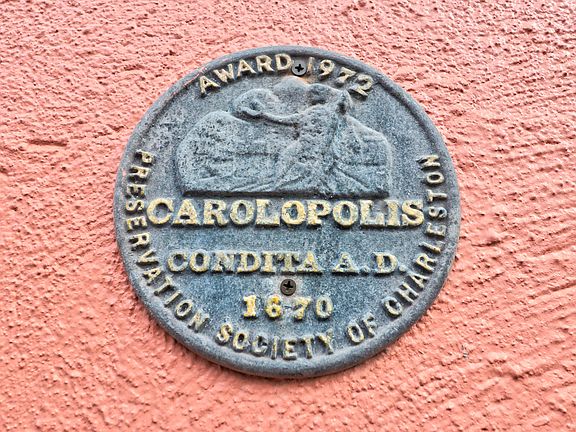 AWARD 1972
CAROLOPOLIS
CONDITA A.D.
1670
PRESERVATION SOCIETY OF CHARLESTON